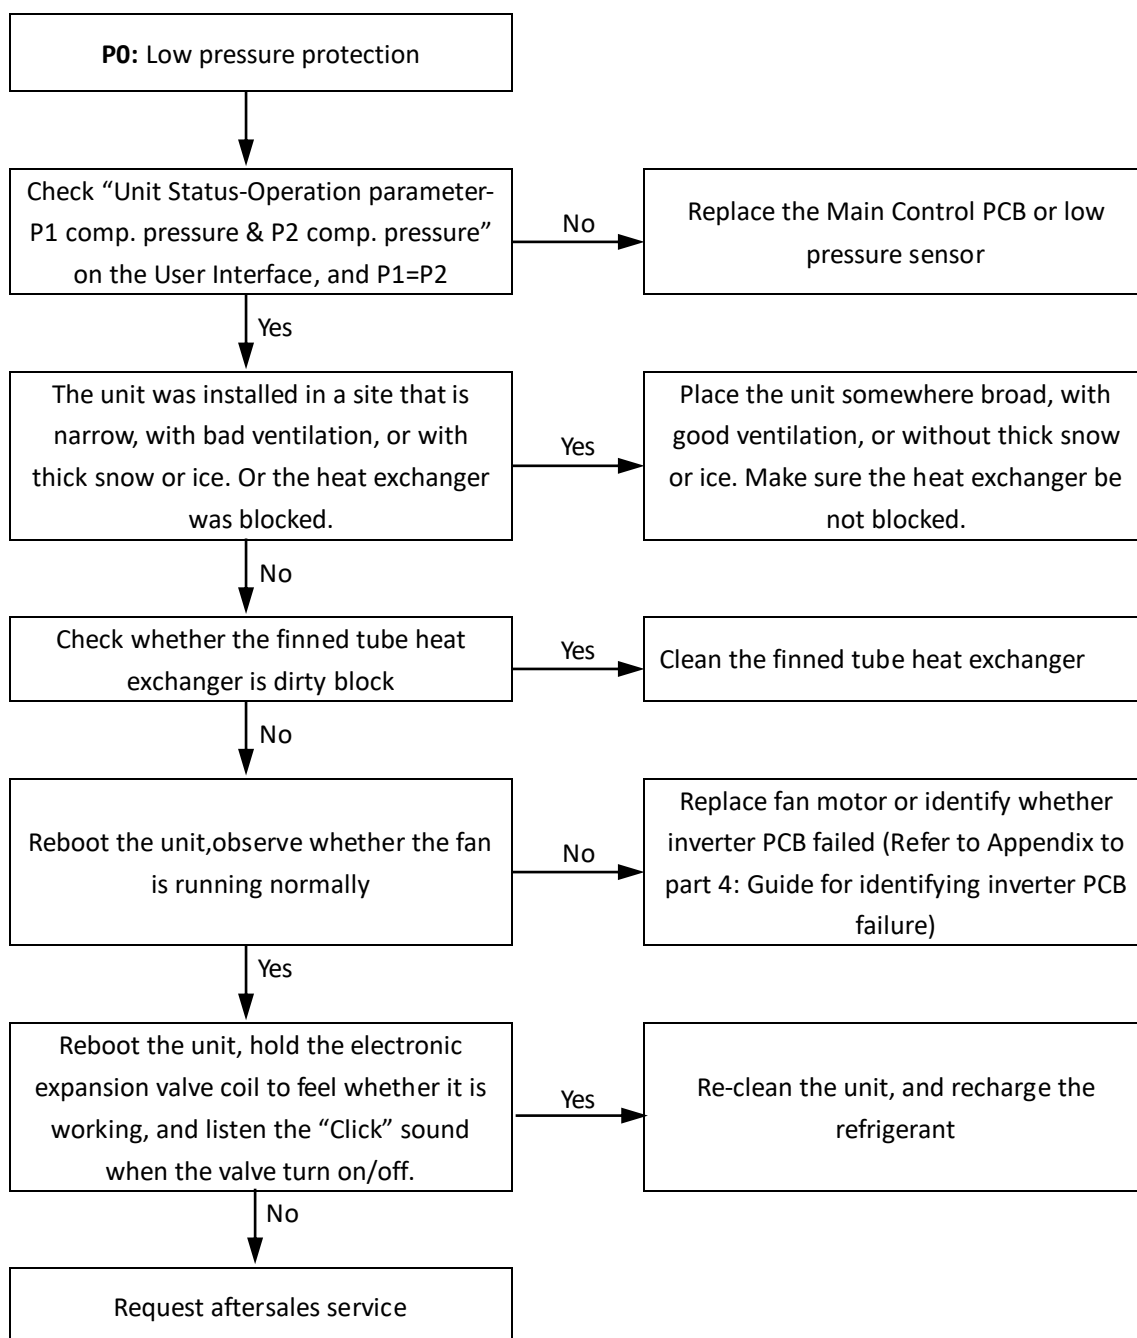 P0: Low pressure protection
Check “Unit Status-Operation parameter-
P1 comp. pressure & P2 comp. pressure”
on the User Interface, and P1=P2
No
Replace the Main Control PCB or low
pressure sensor
Yes
The unit was installed in a site that is
narrow, with bad ventilation, or with
thick snow or ice. Or the heat exchanger
was blocked.
Yes
Place the unit somewhere broad, with
good ventilation, or without thick snow
or ice. Make sure the heat exchanger be
not blocked.
No
Check whether the finned tube heat
exchanger is dirty block
Yes
Clean the finned tube heat exchanger
No
Reboot the unit,observe whether the fan
is running normally
No
Replace fan motor or identify whether
inverter PCB failed (Refer to Appendix to
part 4: Guide for identifying inverter PCB
failure)
Yes
Reboot the unit, hold the electronic
expansion valve coil to feel whether it is
working, and listen the “Click” sound
when the valve turn on/off.
Yes
Re-clean the unit, and recharge the
refrigerant
No
Request aftersales service